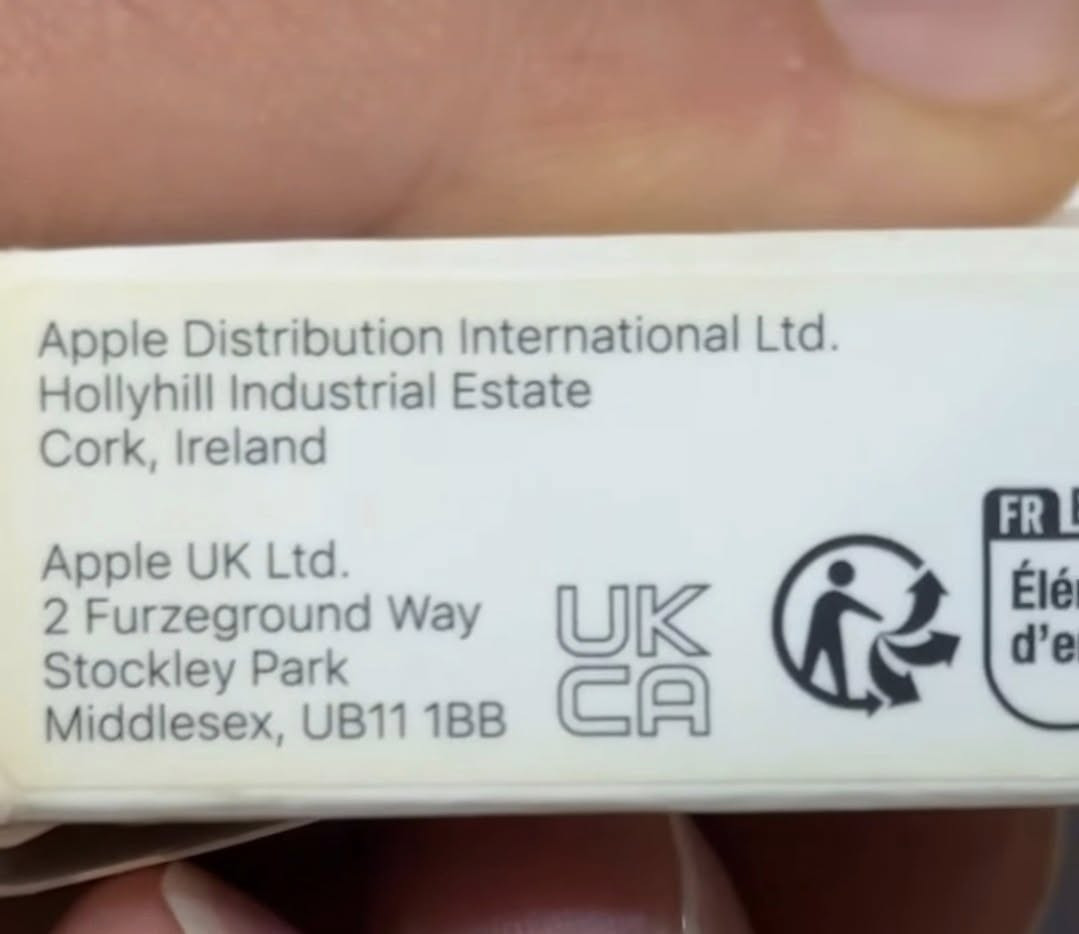 Apple Distribution International Ltd.
Hollyhill Industrial Estate
Cork, Ireland
Apple UK Ltd.
2 Furzeground Way
Stockley Park
Middlesex, UB11 1BB
UK
CA
FR